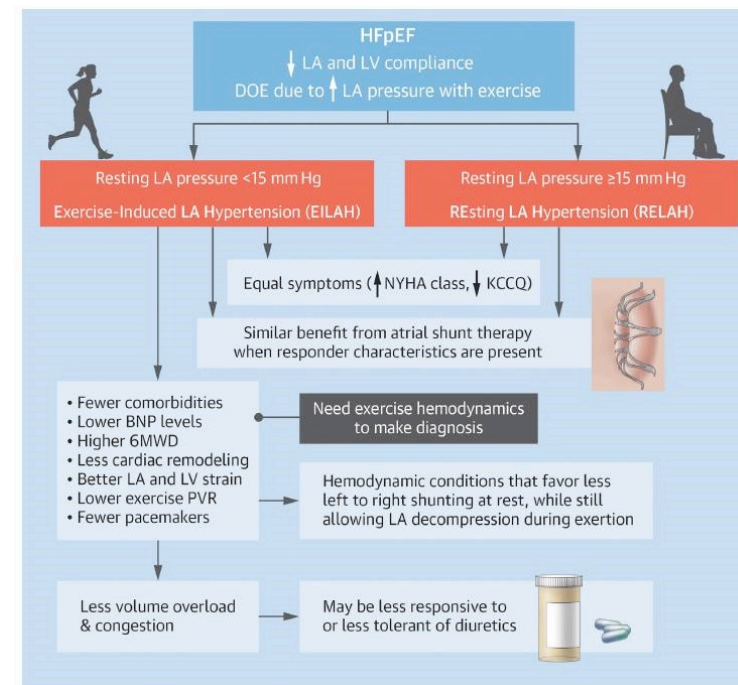 HFpEF
↓ LA and LV compliance
DOE due to ↑ LA pressure with exercise
Resting LA pressure <15 mm Hg
Exercise-Induced LA Hypertension (EILAH)
Resting LA pressure ≥15 mm Hg
REsting LA Hypertension (RELAH)
Equal symptoms (↑ NYHA class, ↓ KCCQ)
Similar benefit from atrial shunt therapy
when responder characteristics are present
• Fewer comorbidities
• Lower BNP levels
• Higher 6MWD
• Less cardiac remodeling
• Better LA and LV strain
• Lower exercise PVR
• Fewer pacemakers
Need exercise hemodynamics
to make diagnosis
Hemodynamic conditions that favor less
left to right shunting at rest, while still
allowing LA decompression during exertion
Less volume overload
& congestion
May be less responsive to
or less tolerant of diuretics